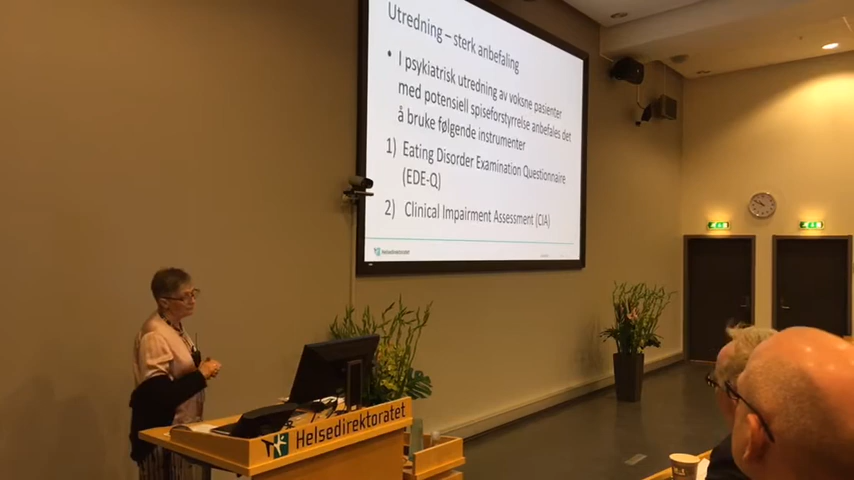 Utredning – sterk anbefaling
• I psykiatrisk utredning av voksne pasienter
med potensiell spiseforstyrrelse anbefales det
å bruke følgende instrumenter
1) Eating Disorder Examination Questionnaire
(EDE-Q)
2) Clinical Impairment Assessment (CIA)
Helsedirektoratet
Helsedirektoratet